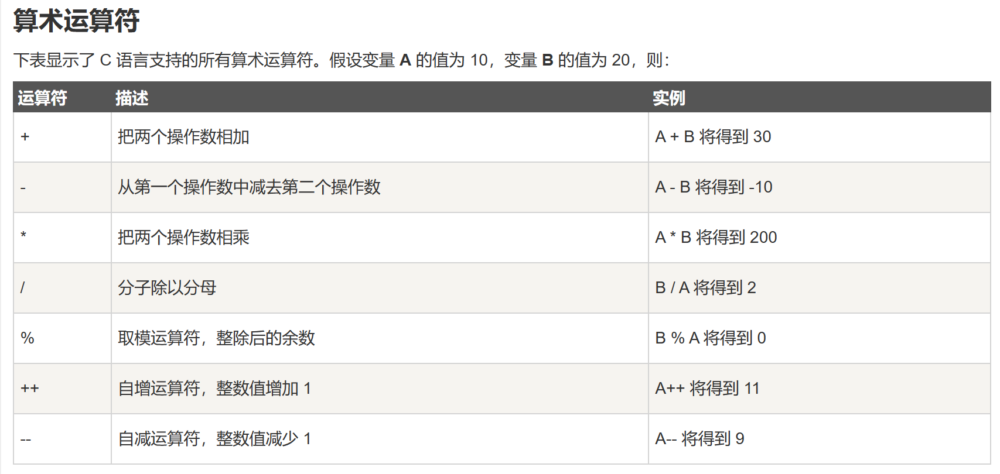 算术运算符
下表显示了 C 语言支持的所有算术运算符。假设变量 A 的值为 10，变量 B 的值为 20，则：
运算符 描述 实例
+ 把两个操作数相加 A + B 将得到 30
- 从第一个操作数中减去第二个操作数 A - B 将得到 -10
* 把两个操作数相乘 A * B 将得到 200
/ 分子除以分母 B / A 将得到 2
% 取模运算符，整除后的余数 B % A 将得到 0
++ 自增运算符，整数值增加 1 A++ 将得到 11
-- 自减运算符，整数值减少 1 A-- 将得到 9